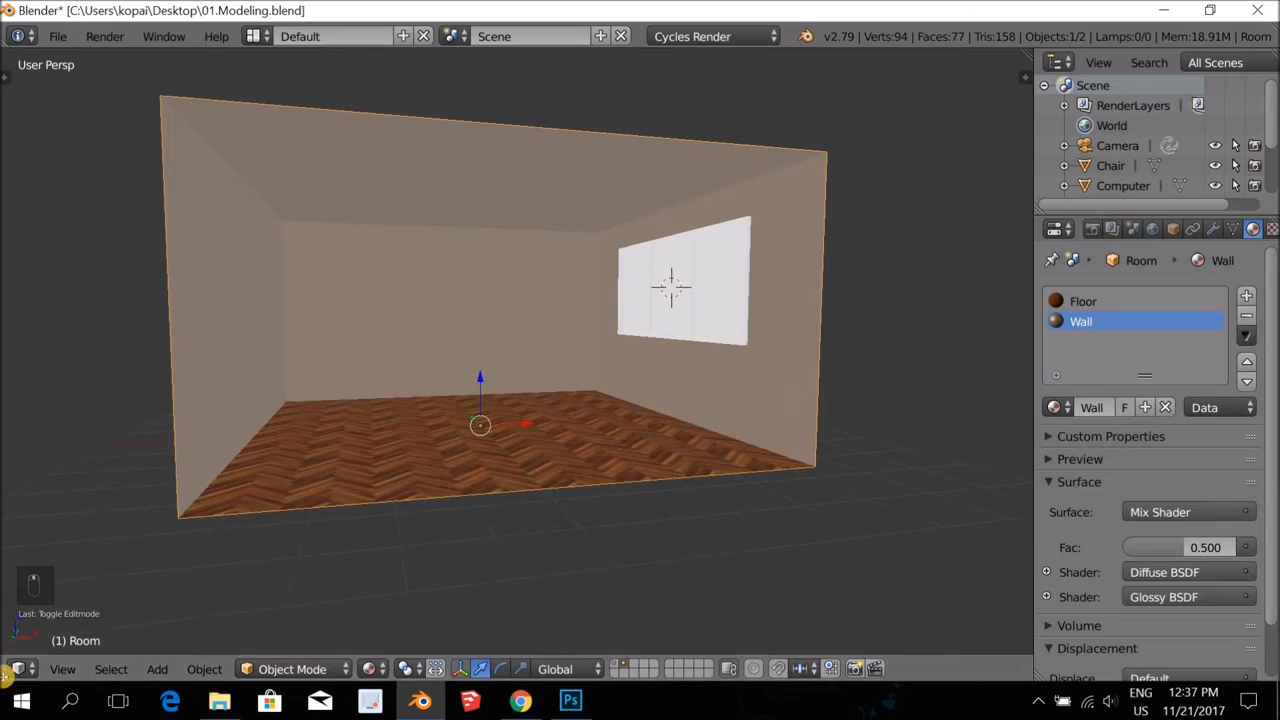 Blender* [C:\Users\kopai\Desktop\01.Modeling.blend]
File Render Window Help Default Scene Cycles Render v2.79 | Verts:94 | Faces:77 | Tris:158 | Objects:1/2 | Lamps:0/0 | Mem:18.91M | Room
User Persp
View Search All Scenes
Scene
RenderLayers
World
Camera
Chair
Computer
Room Wall
Floor
Wall
Wall F Data
Custom Properties
Preview
Surface
Surface: Mix Shader
Fac: 0.500
Shader: Diffuse BSDF
Shader: Glossy BSDF
Volume
Displacement
Last: Toggle Editmode
(1) Room
View Select Add Object Object Mode Global
ENG 12:37 PM
US 11/21/2017